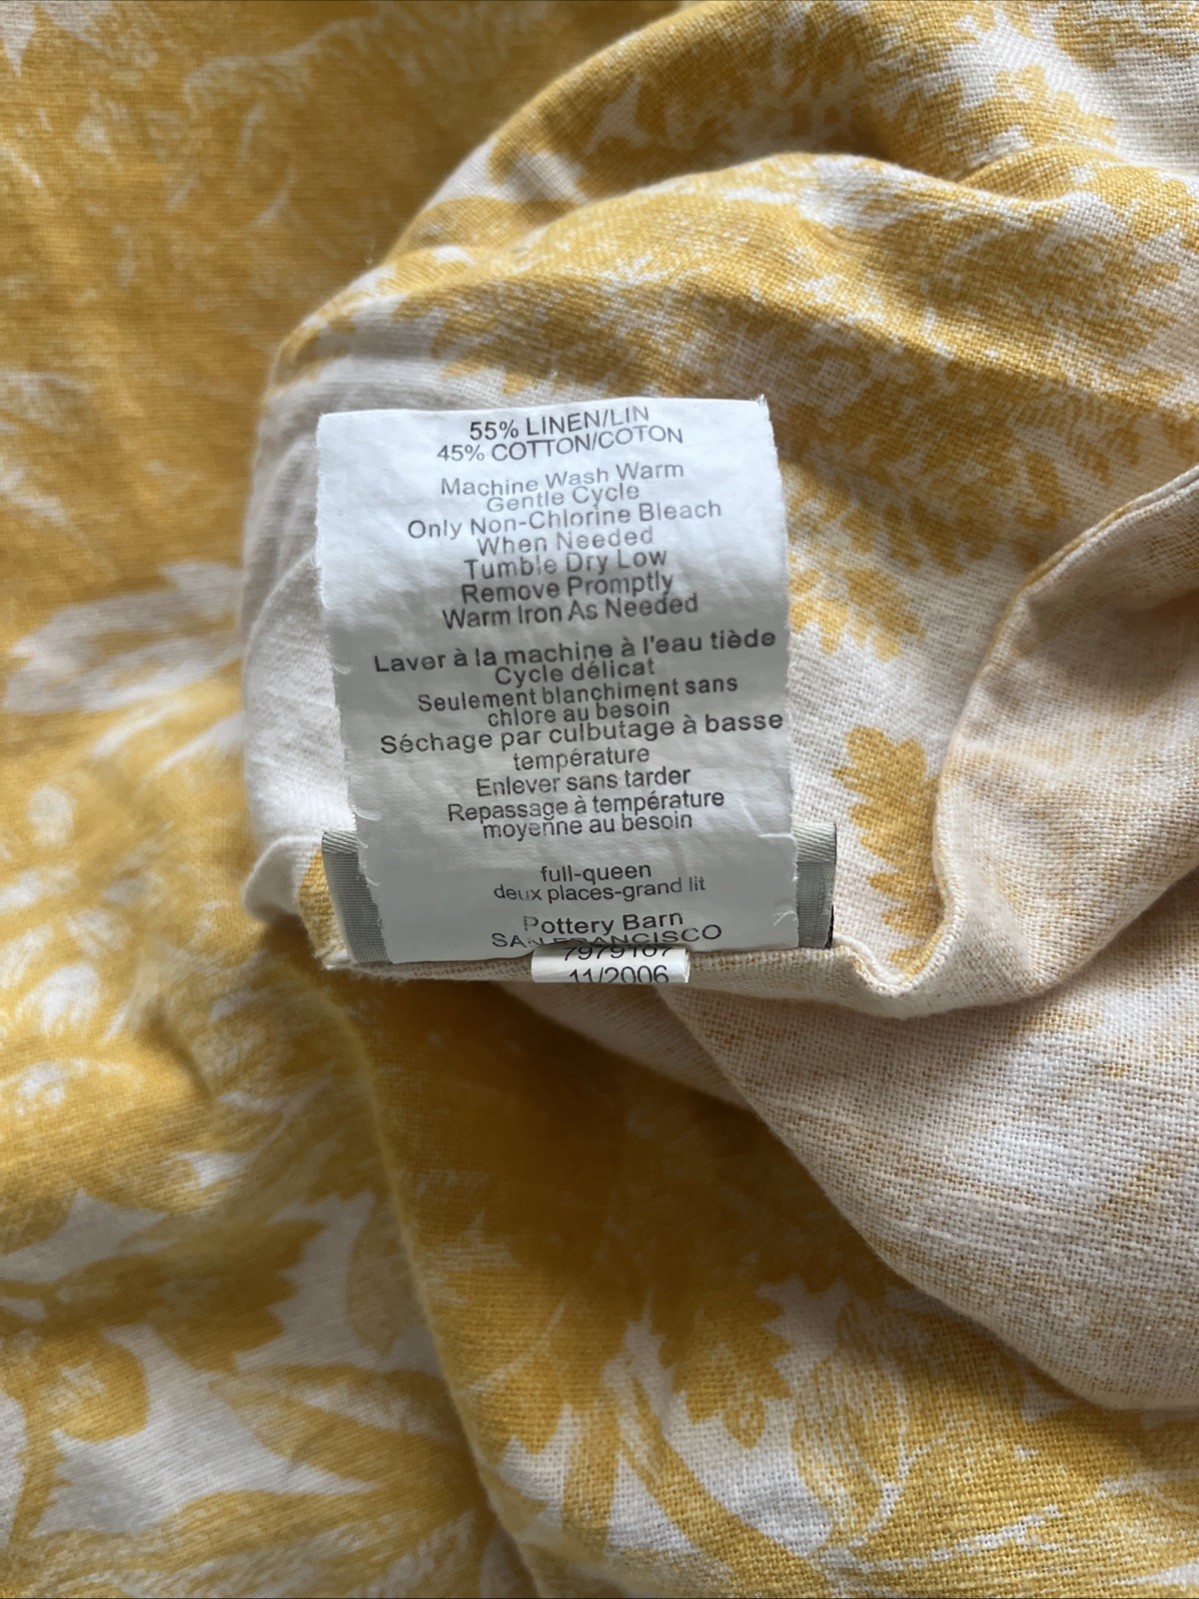 55% LINEN/LIN
45% COTTON/COTON
Machine Wash Warm
Gentle Cycle
Only Non-Chlorine Bleach
When Needed
Tumble Dry Low
Remove Promptly
Warm Iron As Needed
Laver à la machine à l'eau tiède
Cycle délicat
Seulement blanchiment sans
chlore au besoin
Séchage par culbutage à basse
température
Enlever sans tarder
Repassage à température
moyenne au besoin
full-queen
deux places-grand lit
Pottery Barn
SAN FRANCISCO
7979107
11/2006